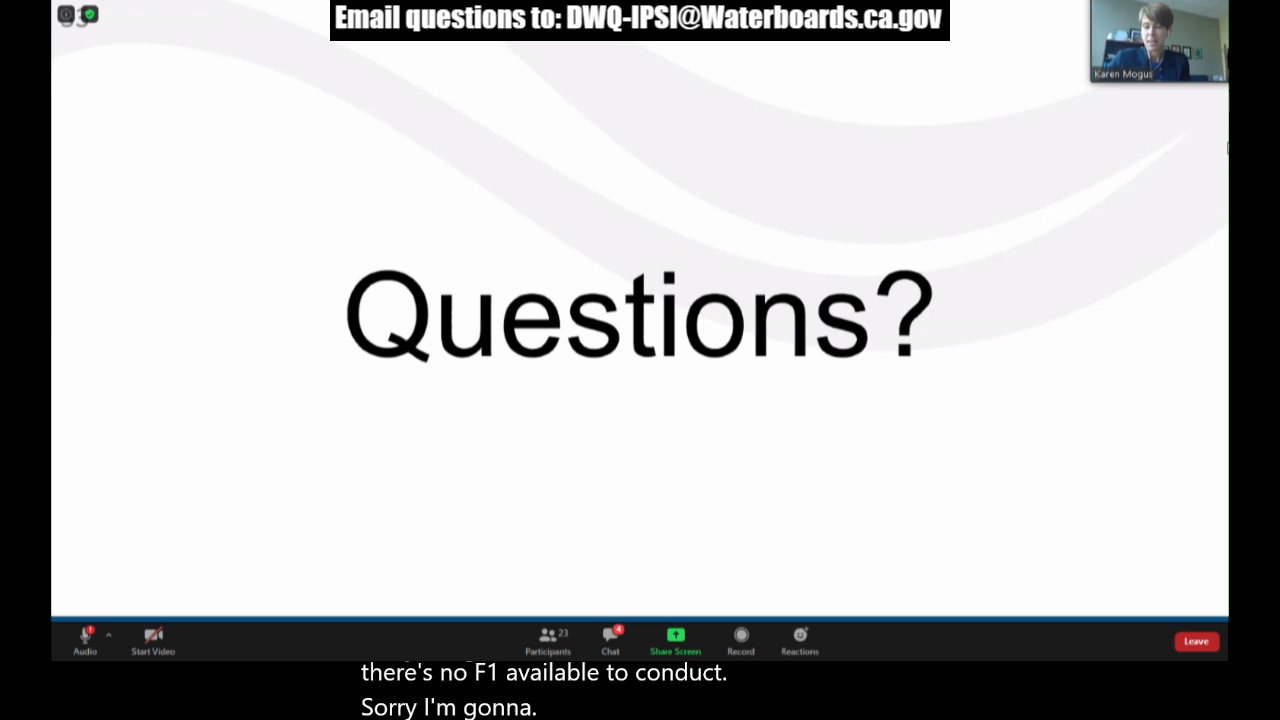 Email questions to: DWQ-IPSI@Waterboards.ca.gov
Karen Mogus
Questions?
Audio
Start Video
23
Participants
4
Chat
Share Screen
Record
Reactions
Leave
there's no F1 available to conduct.
Sorry I'm gonna.